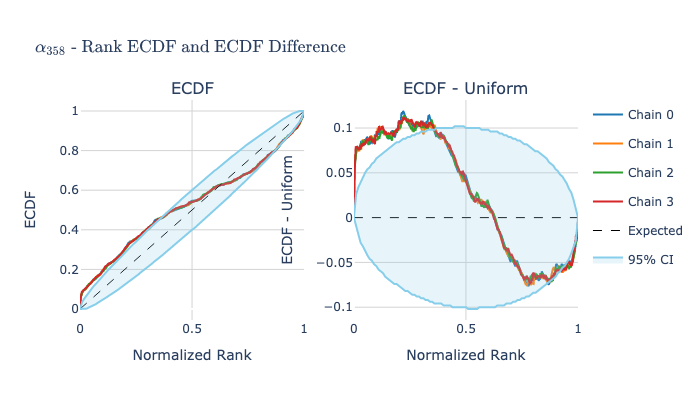 α358 - Rank ECDF and ECDF Difference
ECDF
ECDF - Uniform
ECDF
1
0.8
0.6
0.4
0.2
0
0
0.5
1
Normalized Rank
ECDF - Uniform
0.1
0.05
0
−0.05
−0.1
0
0.5
1
Normalized Rank
Chain 0
Chain 1
Chain 2
Chain 3
Expected
95% CI